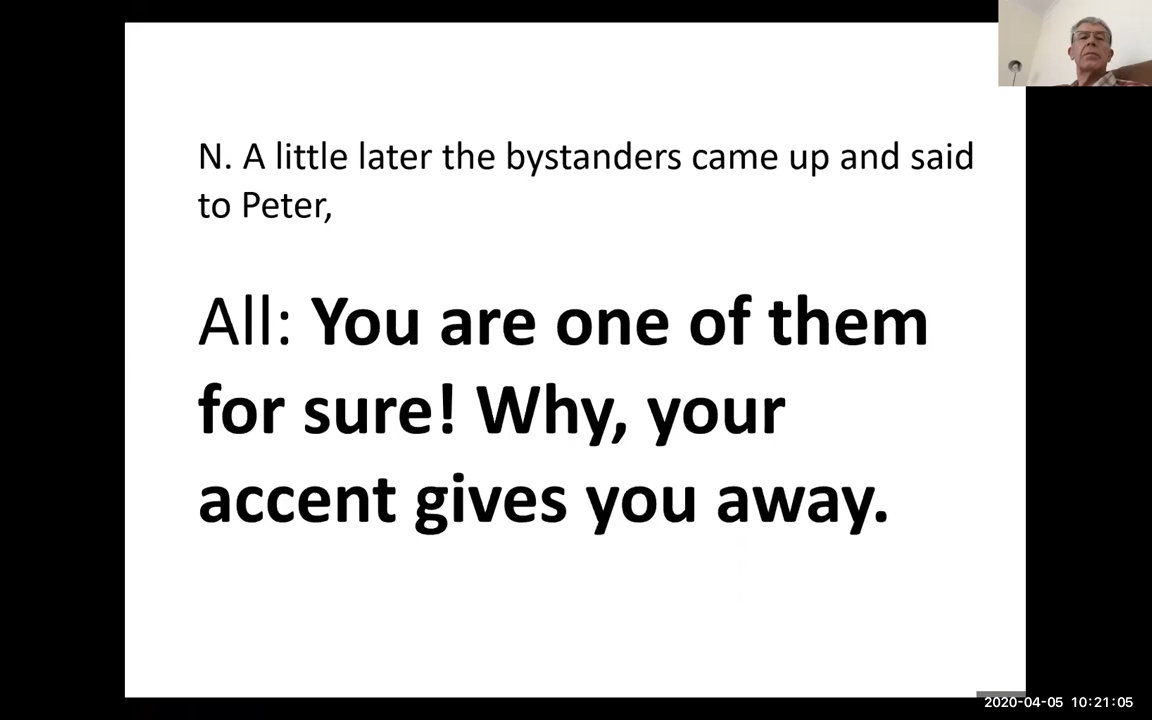 N. A little later the bystanders came up and said
to Peter,
All: You are one of them
for sure! Why, your
accent gives you away.
2020-04-05 10:21:05